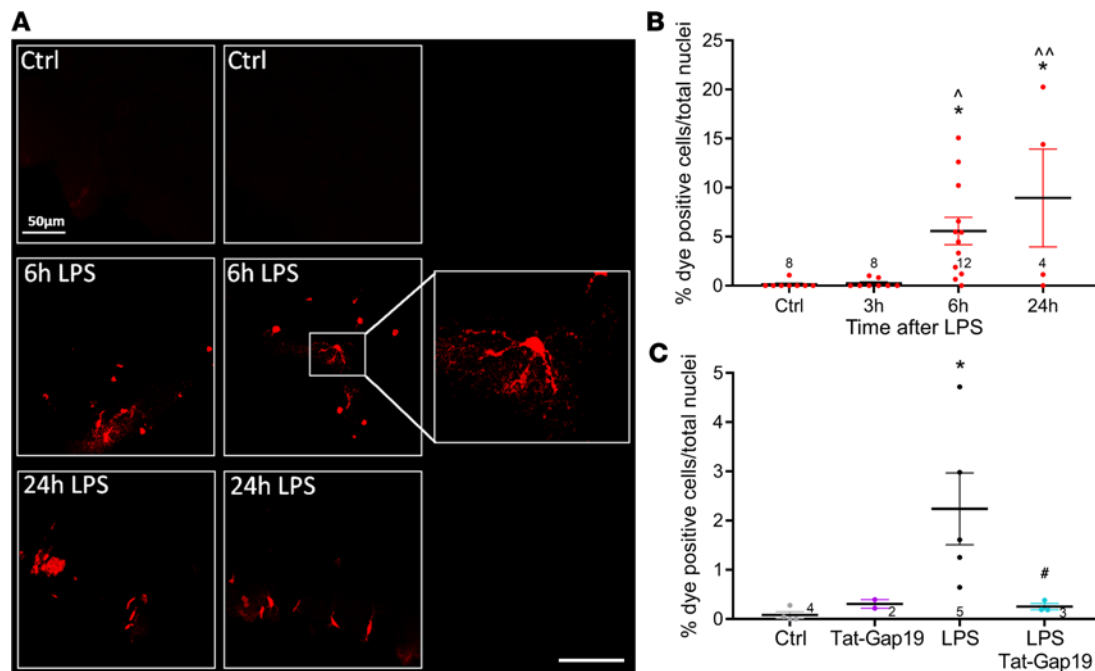 A
Ctrl
Ctrl
50µm
6h LPS
6h LPS
24h LPS
24h LPS
B
% dye positive cells/total nuclei
25
20
15
10
5
0
^
*
^^
*
8
8
12
4
Ctrl
3h
6h
24h
Time after LPS
C
% dye positive cells/total nuclei
5
4
3
2
1
0
*
#
4
2
5
3
Ctrl
Tat-Gap19
LPS
LPS
Tat-Gap19